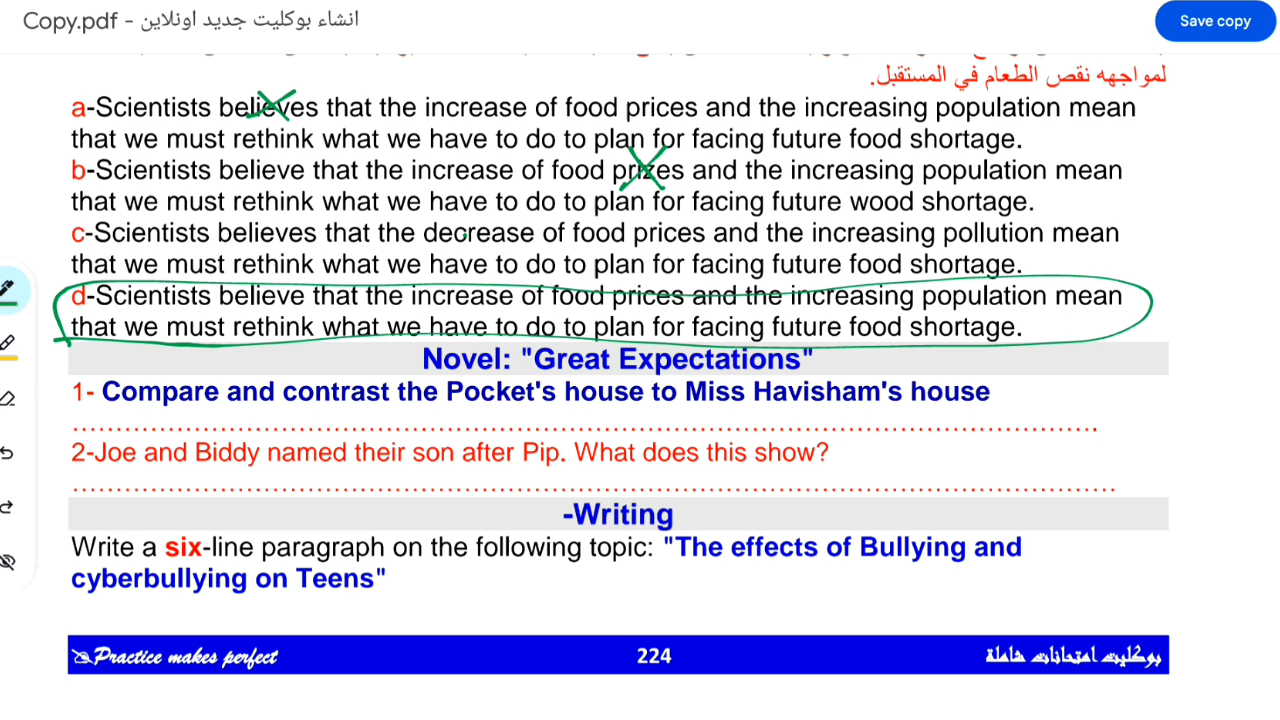 Copy.pdf - انشاء بوكليت جديد اونلاين
Save copy
لمواجهه نقص الطعام في المستقبل.
a-Scientists believes that the increase of food prices and the increasing population mean
that we must rethink what we have to do to plan for facing future food shortage.
b-Scientists believe that the increase of food prizes and the increasing population mean
that we must rethink what we have to do to plan for facing future wood shortage.
c-Scientists believes that the decrease of food prices and the increasing pollution mean
that we must rethink what we have to do to plan for facing future food shortage.
d-Scientists believe that the increase of food prices and the increasing population mean
that we must rethink what we have to do to plan for facing future food shortage.
Novel: "Great Expectations"
1- Compare and contrast the Pocket's house to Miss Havisham's house
2-Joe and Biddy named their son after Pip. What does this show?
-Writing
Write a six-line paragraph on the following topic: "The effects of Bullying and
cyberbullying on Teens"
Practice makes perfect 224 بوكليت امتحانات شاملة